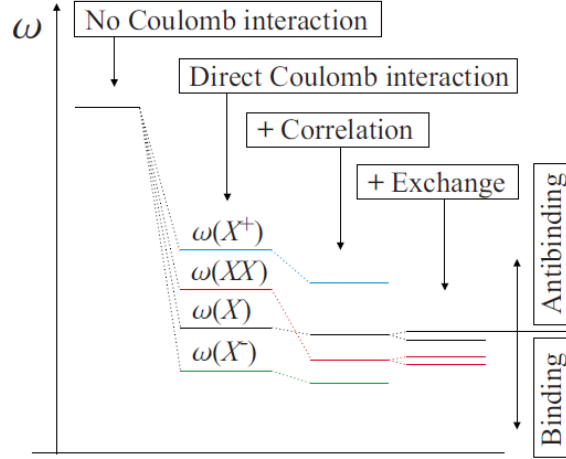 ω
No Coulomb interaction
Direct Coulomb interaction
+ Correlation
+ Exchange
ω(X⁺)
ω(XX)
ω(X)
ω(X⁻)
Antibinding
Binding